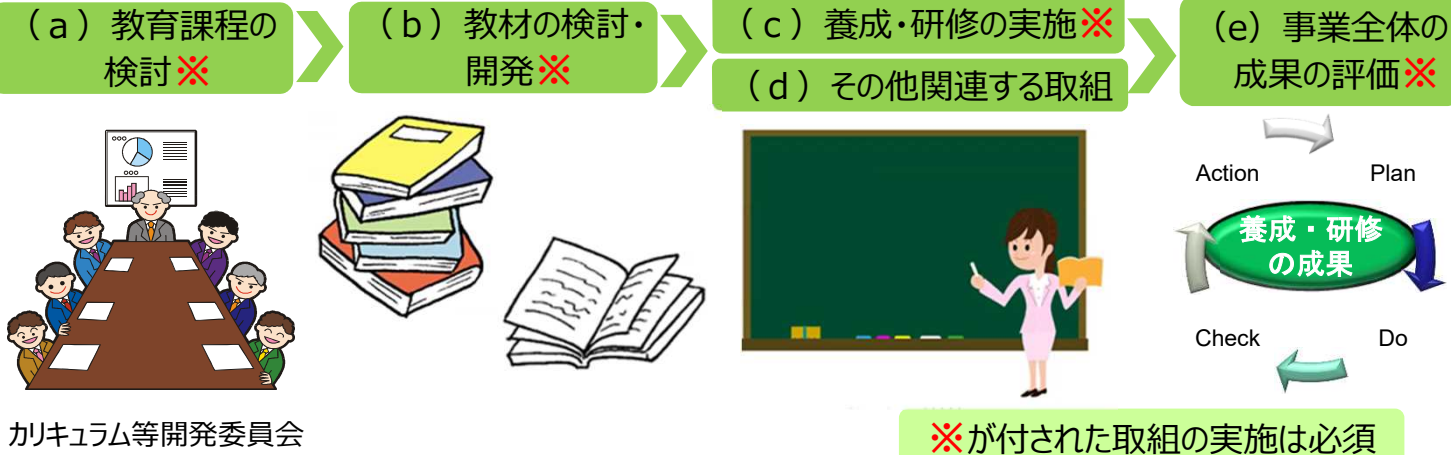 （a）教育課程の
検討※
（b）教材の検討・
開発※
（c）養成・研修の実施※
（d）その他関連する取組
（e）事業全体の
成果の評価※
Action
Plan
養成・研修
の成果
Check
Do
カリキュラム等開発委員会
※が付された取組の実施は必須